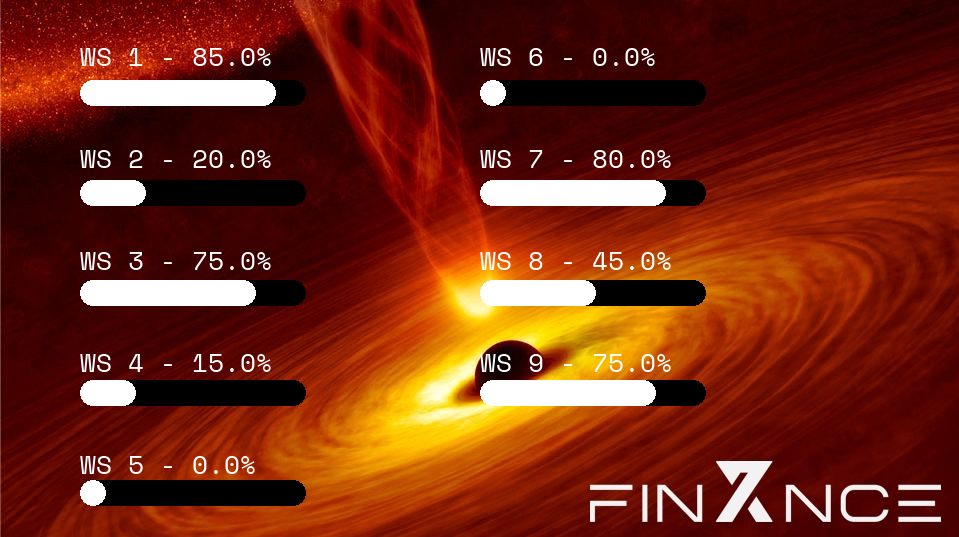 WS 1 - 85.0%
WS 2 - 20.0%
WS 3 - 75.0%
WS 4 - 15.0%
WS 5 - 0.0%
WS 6 - 0.0%
WS 7 - 80.0%
WS 8 - 45.0%
WS 9 - 75.0%
FINXNCE